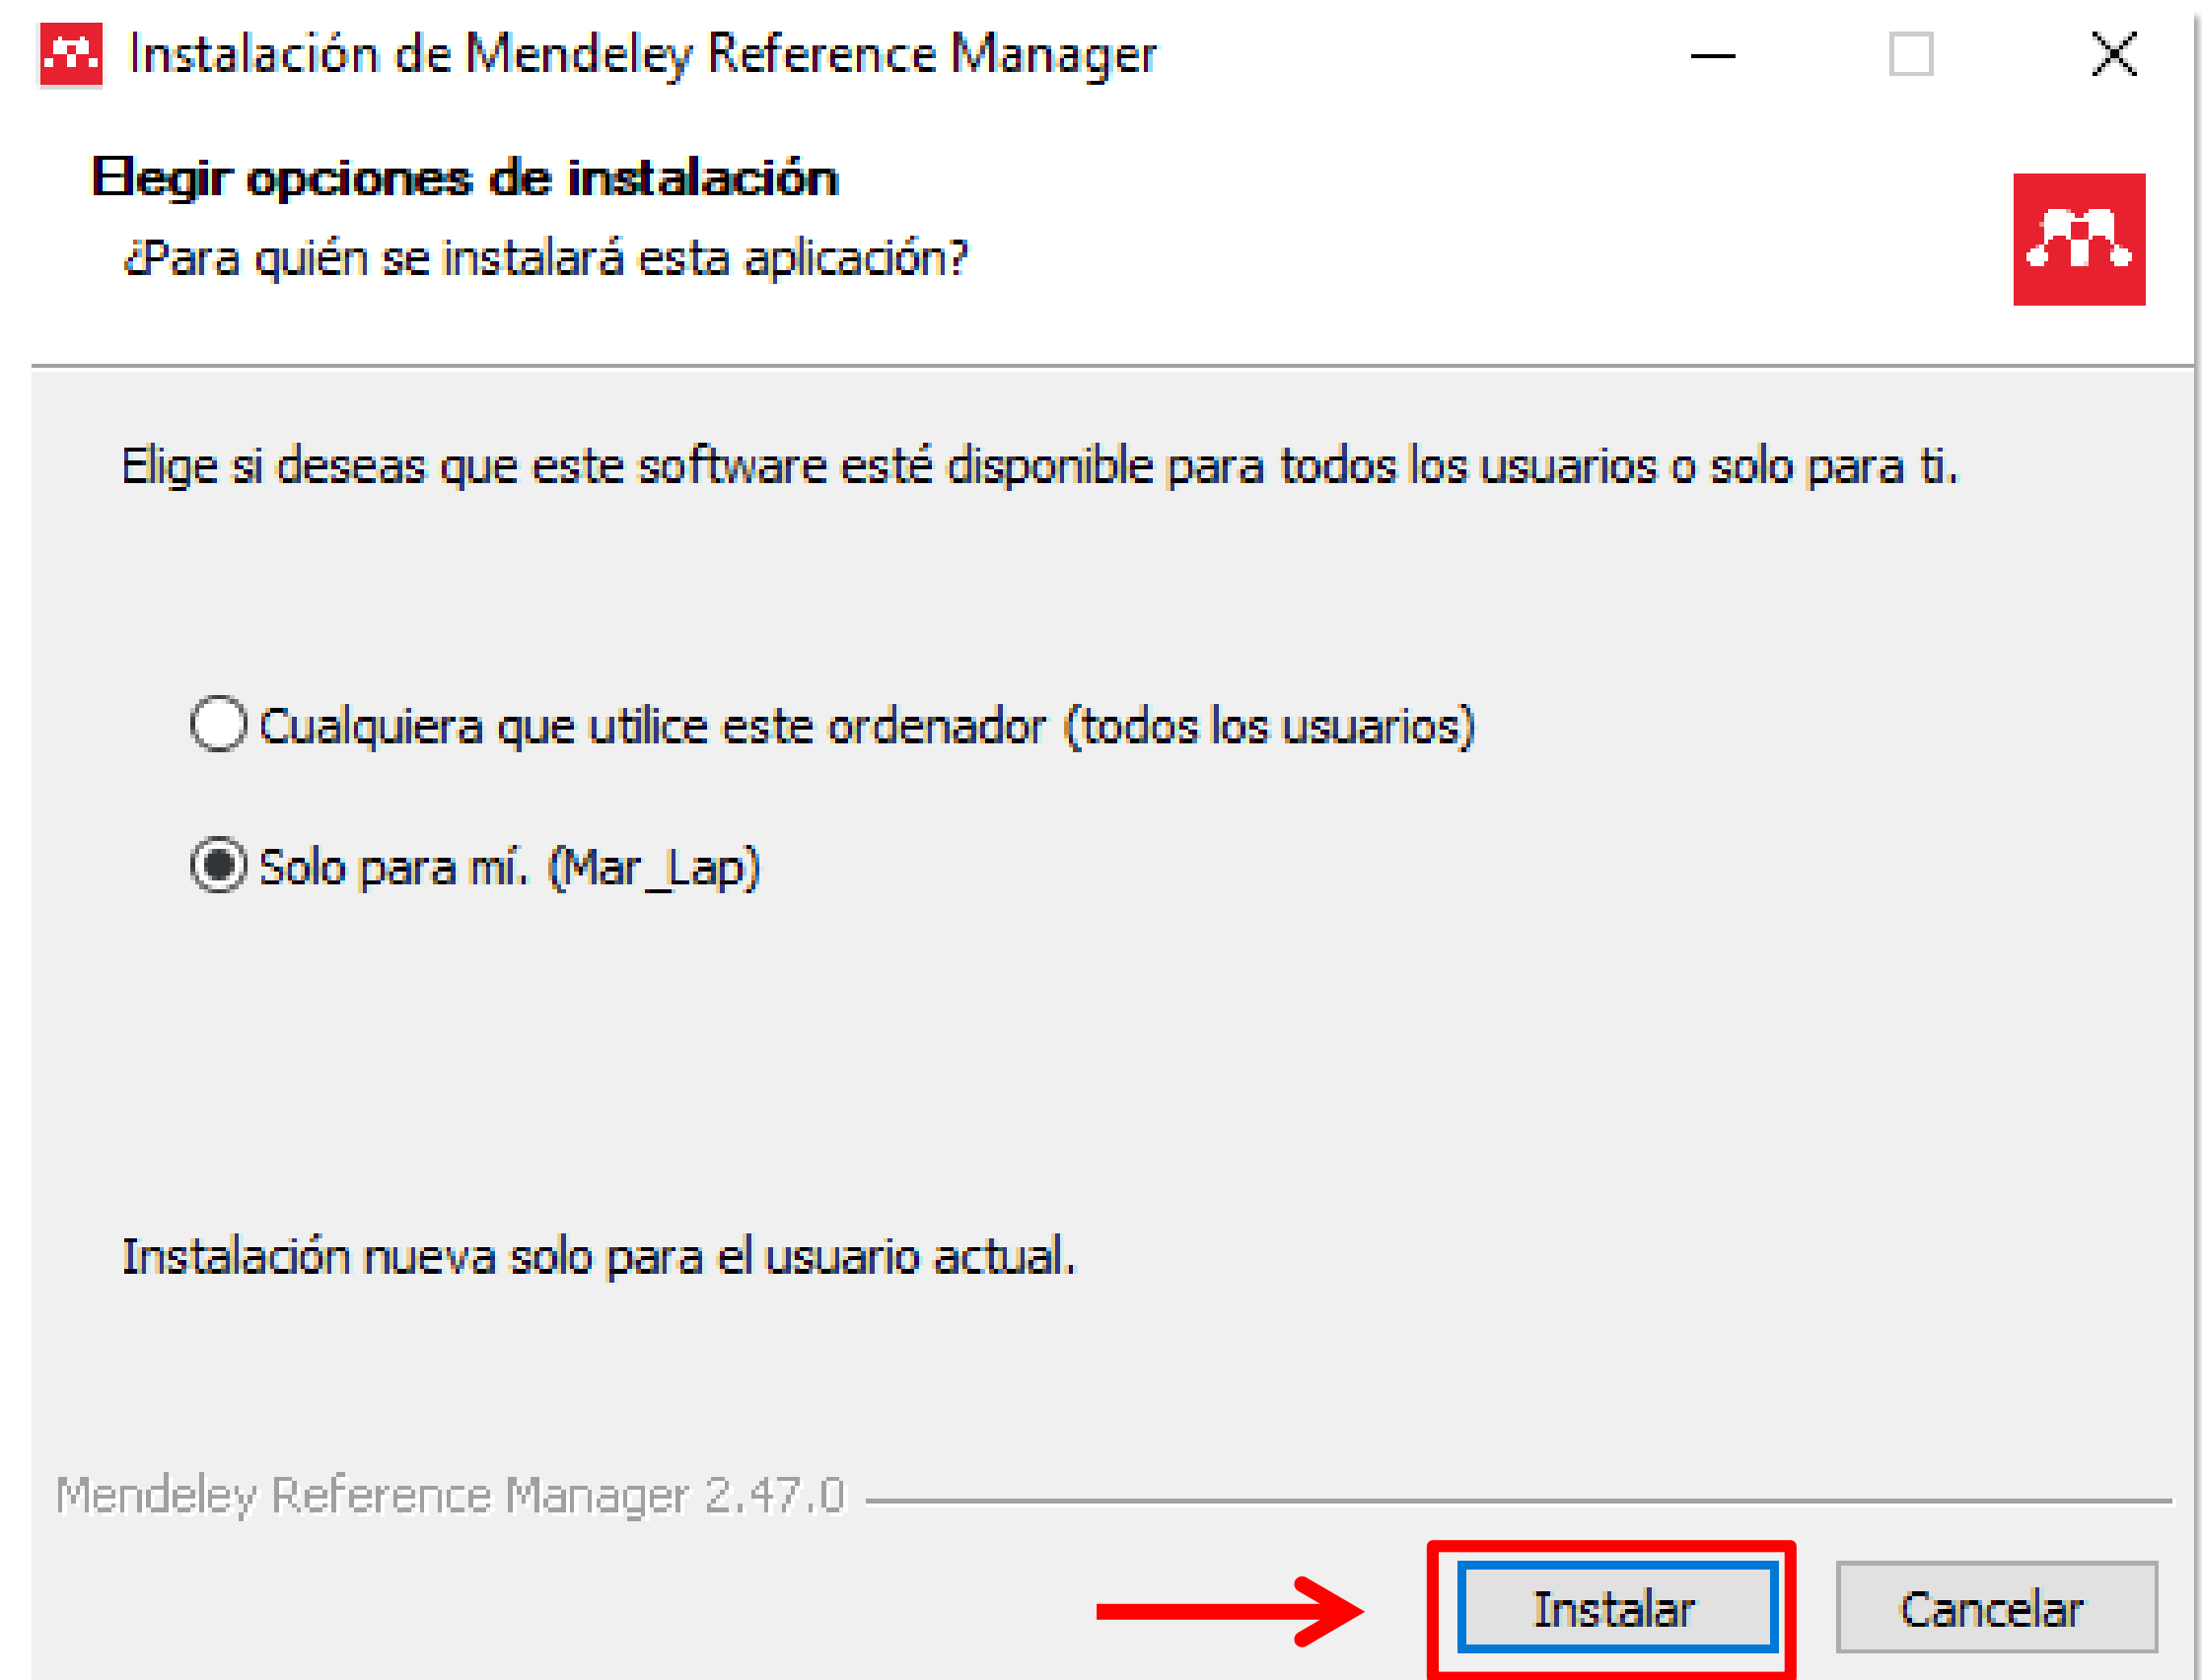 Instalación de Mendeley Reference Manager
Elegir opciones de instalación
¿Para quién se instalará esta aplicación?
Elige si deseas que este software esté disponible para todos los usuarios o solo para ti.
Cualquiera que utilice este ordenador (todos los usuarios)
Solo para mí. (Mar_Lap)
Instalación nueva solo para el usuario actual.
Mendeley Reference Manager 2.47.0
Instalar Cancelar